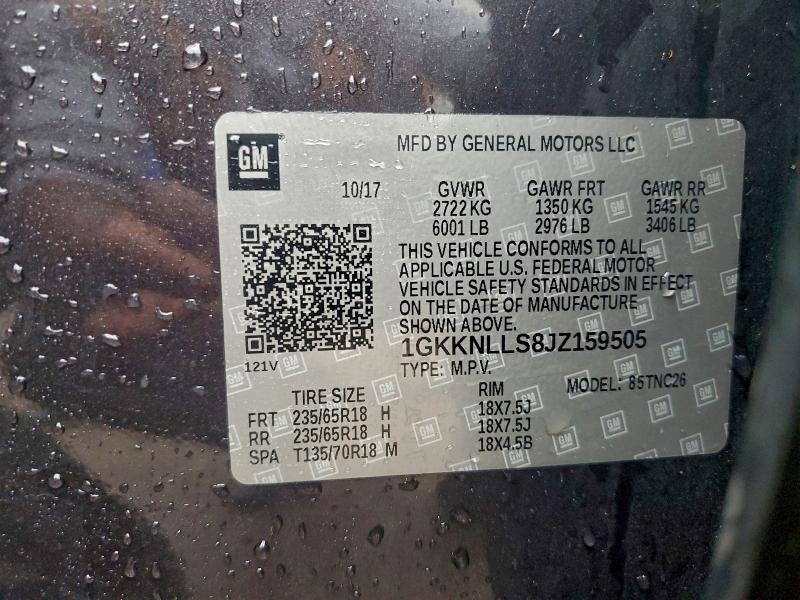 GM
MFD BY GENERAL MOTORS LLC
10/17 GVWR GAWR FRT GAWR RR
2722 KG 1350 KG 1545 KG
6001 LB 2976 LB 3406 LB
THIS VEHICLE CONFORMS TO ALL
APPLICABLE U.S. FEDERAL MOTOR
VEHICLE SAFETY STANDARDS IN EFFECT
ON THE DATE OF MANUFACTURE
SHOWN ABOVE.
1GKKNLLS8JZ159505
121V
TYPE: M.P.V. MODEL: 85TNC26
TIRE SIZE RIM
FRT 235/65R18 H 18X7.5J
RR 235/65R18 H 18X7.5J
SPA T135/70R18 M 18X4.5B